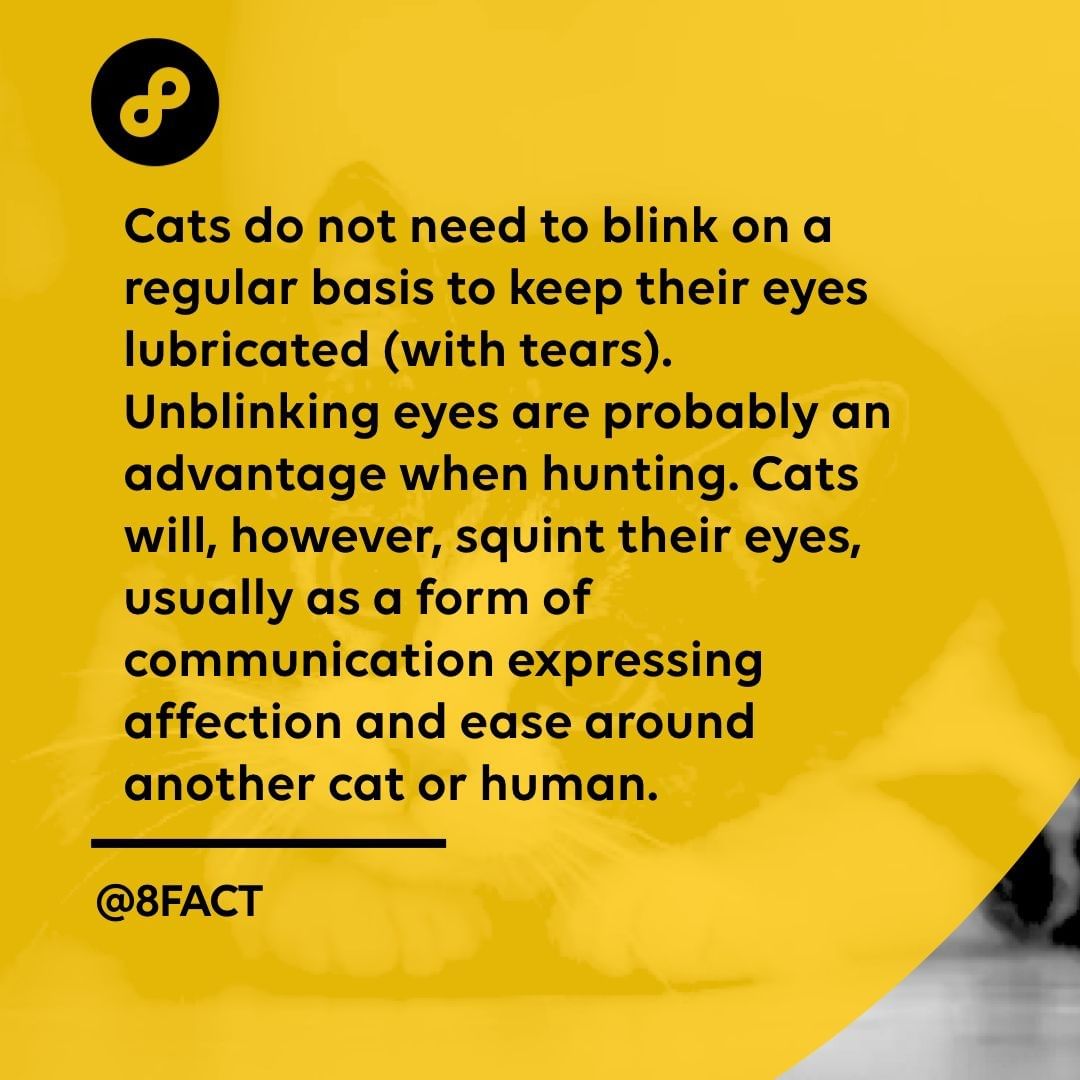 Cats do not need to blink on a
regular basis to keep their eyes
lubricated (with tears).
Unblinking eyes are probably an
advantage when hunting. Cats
will, however, squint their eyes,
usually as a form of
communication expressing
affection and ease around
another cat or human.
@8FACT